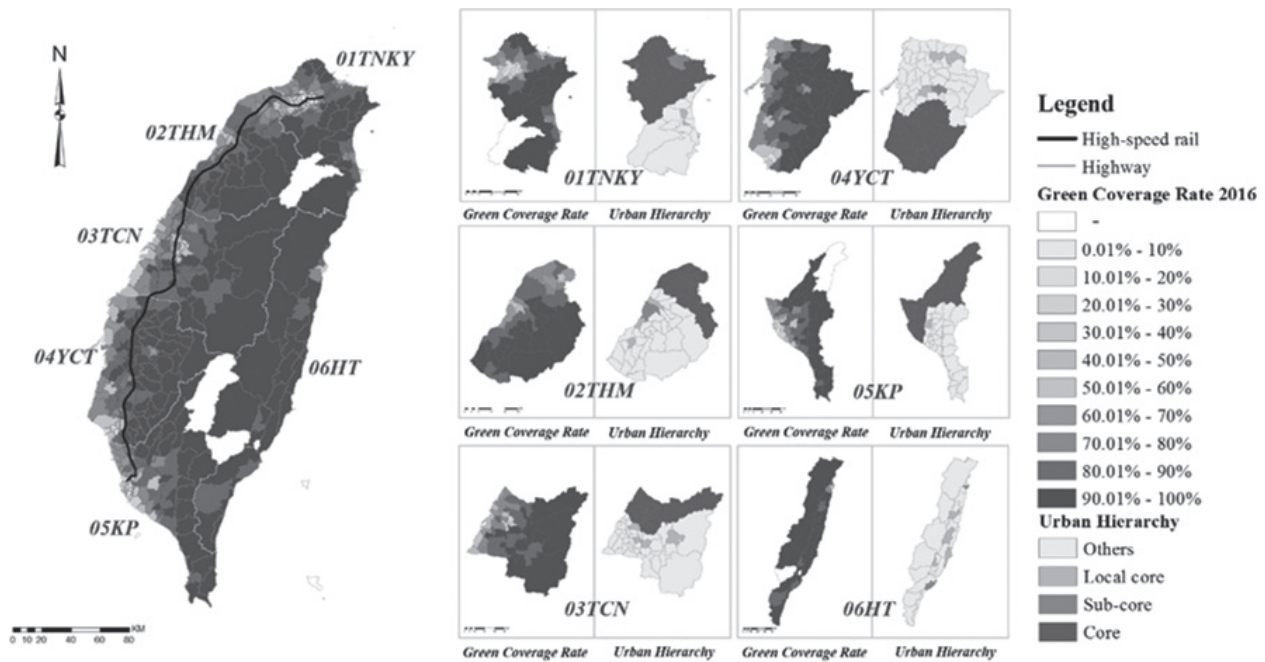 N
01TNKY
02THM
03TCN
04YCT
06HT
05KP
KM
0 10 20 40 60 80
01TNKY
Green Coverage Rate Urban Hierarchy
04YCT
Green Coverage Rate Urban Hierarchy
02THM
Green Coverage Rate Urban Hierarchy
05KP
Green Coverage Rate Urban Hierarchy
03TCN
Green Coverage Rate Urban Hierarchy
06HT
Green Coverage Rate Urban Hierarchy
Legend
High-speed rail
Highway
Green Coverage Rate 2016
-
0.01% - 10%
10.01% - 20%
20.01% - 30%
30.01% - 40%
40.01% - 50%
50.01% - 60%
60.01% - 70%
70.01% - 80%
80.01% - 90%
90.01% - 100%
Urban Hierarchy
Others
Local core
Sub-core
Core